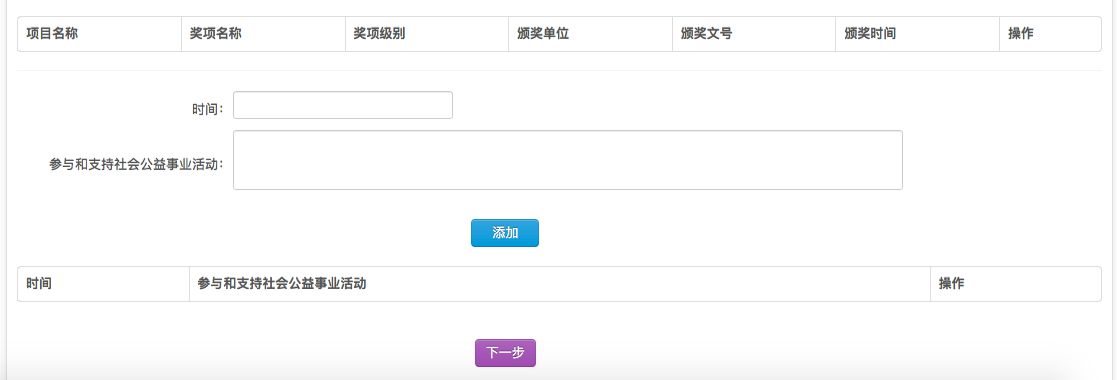 项目名称 奖项名称 奖项级别 颁奖单位 颁奖文号 颁奖时间 操作
时间：
参与和支持社会公益事业活动：
添加
时间 参与和支持社会公益事业活动 操作
下一步